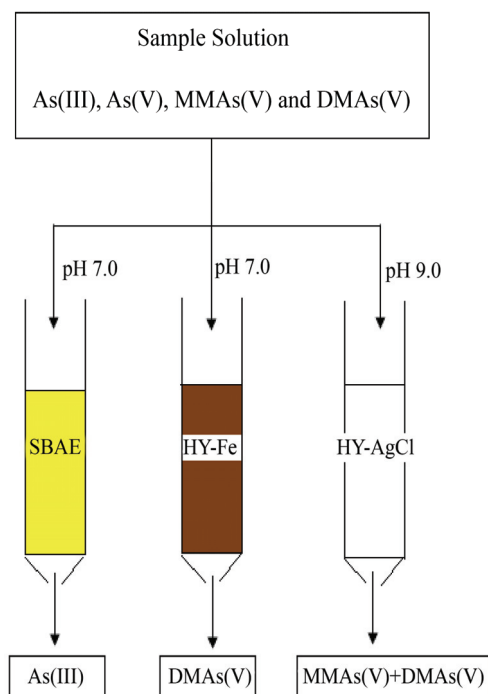 Sample Solution
As(III), As(V), MMAs(V) and DMAs(V)
pH 7.0
pH 7.0
pH 9.0
SBAE
HY-Fe
HY-AgCl
As(III)
DMAs(V)
MMAs(V)+DMAs(V)